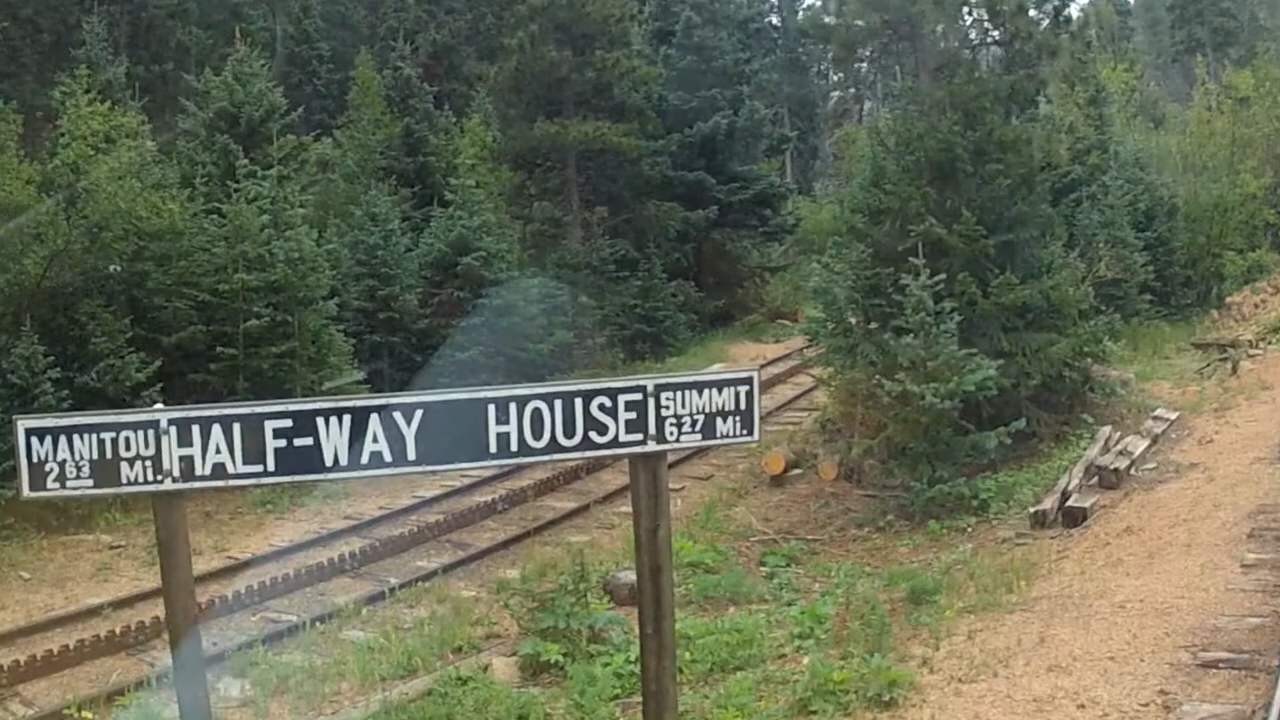 MANITOU
2 63 Mi.
HALF-WAY HOUSE
SUMMIT
6 27 Mi.